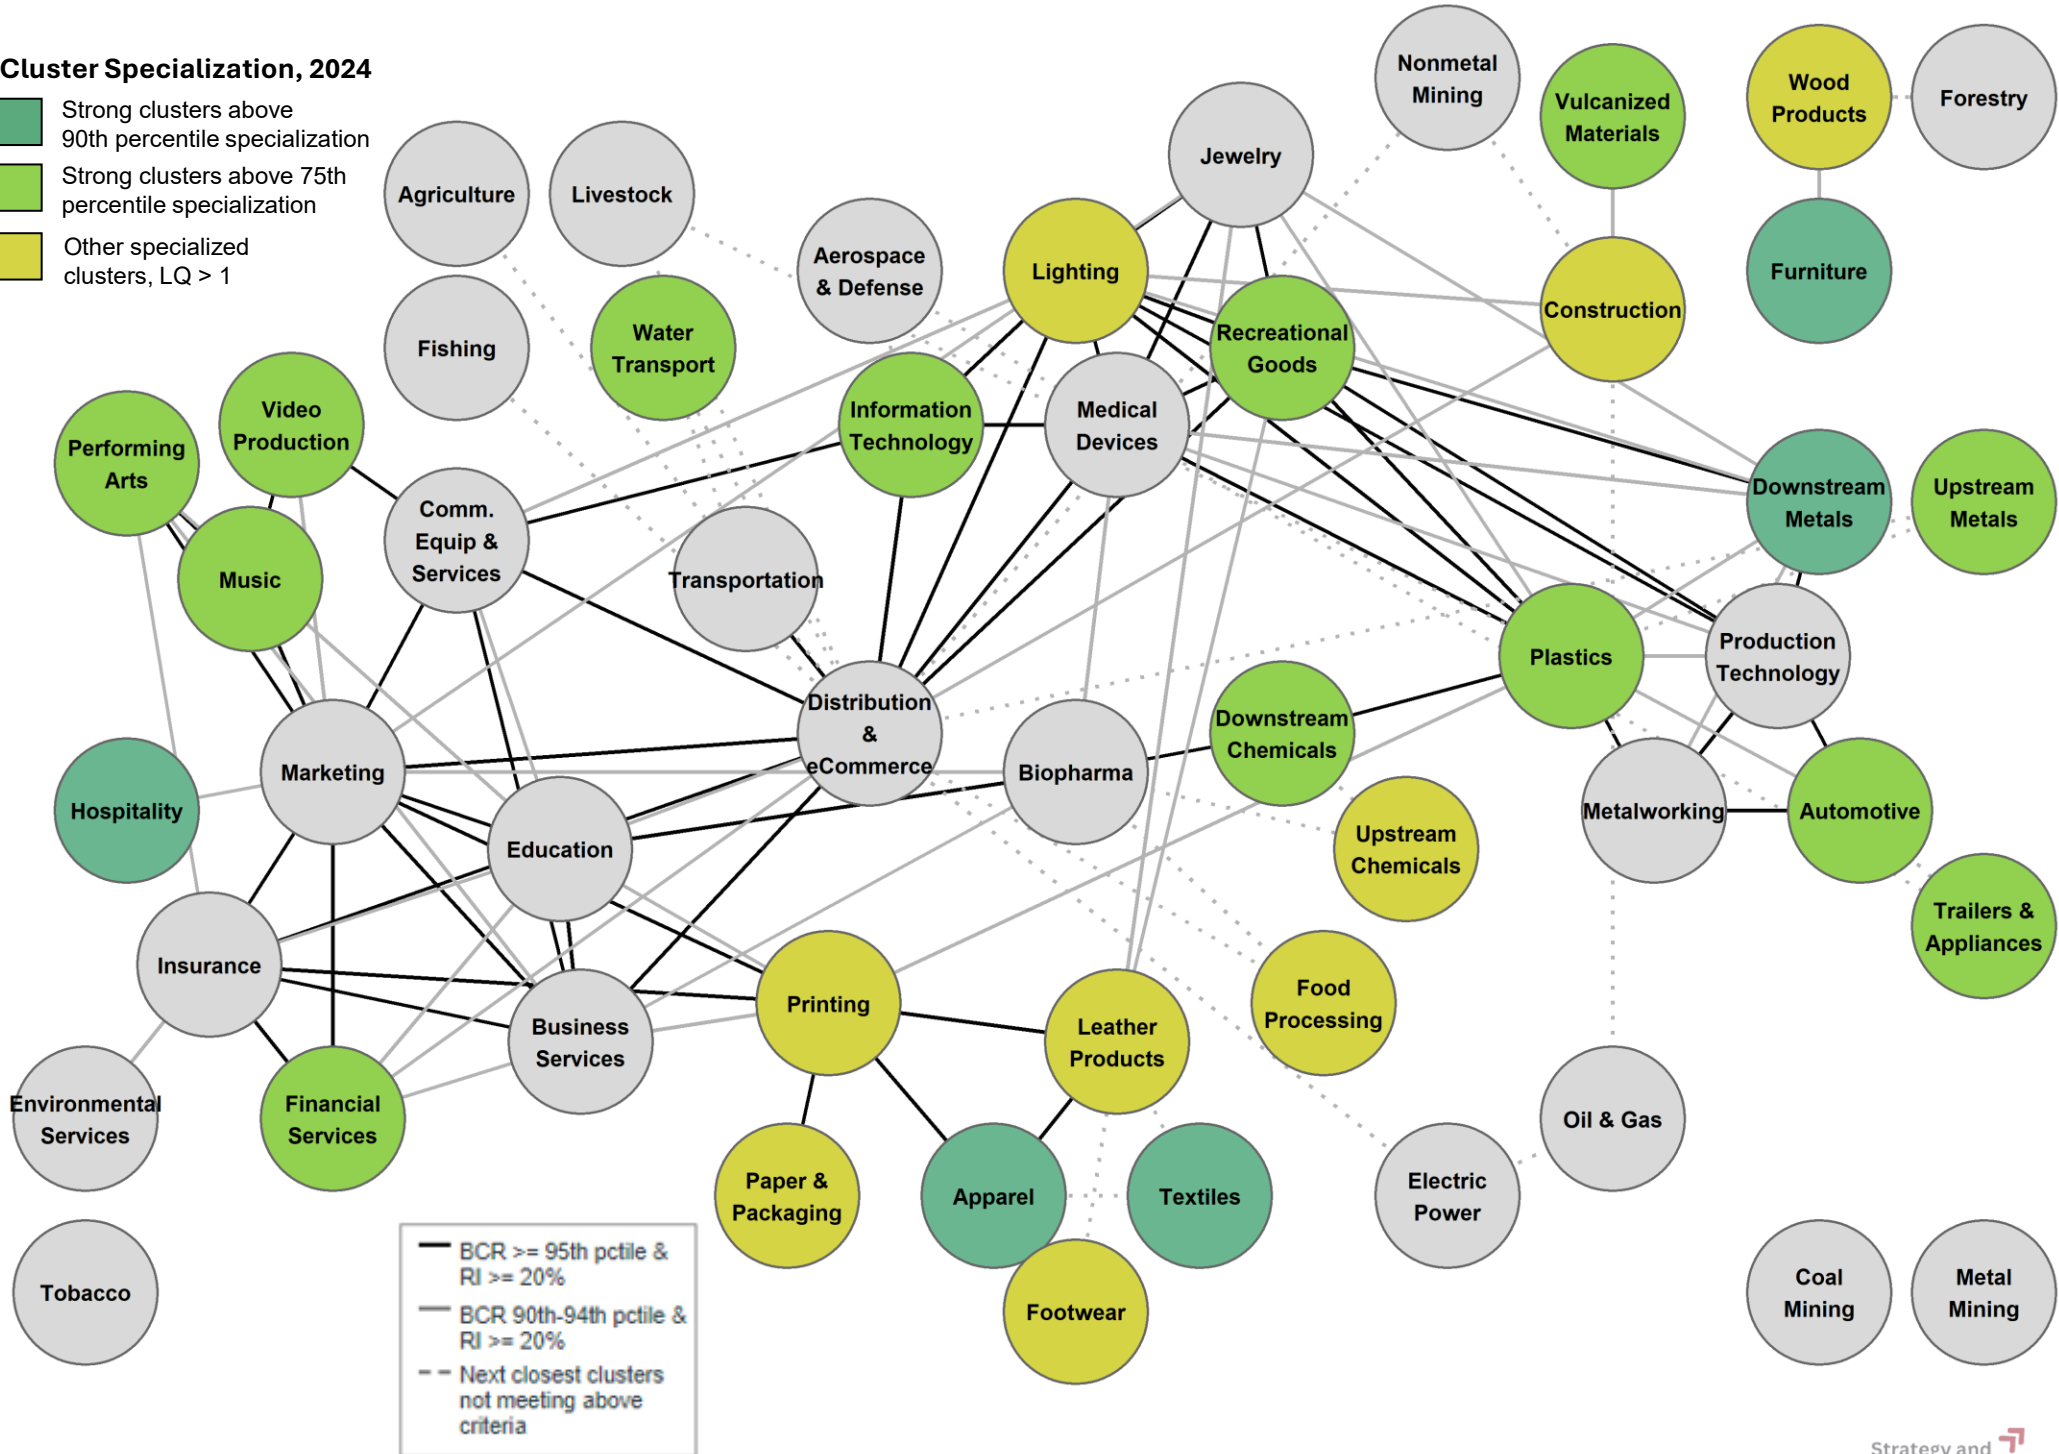 Cluster Specialization, 2024
Strong clusters above
90th percentile specialization
Strong clusters above 75th
percentile specialization
Other specialized
clusters, LQ > 1
Nonmetal
Mining
Vulcanized
Materials
Wood
Products
Forestry
Jewelry
Agriculture
Livestock
Aerospace
& Defense
Lighting
Construction
Furniture
Fishing
Water
Transport
Recreational
Goods
Performing
Arts
Video
Production
Information
Technology
Medical
Devices
Comm.
Equip &
Services
Downstream
Metals
Upstream
Metals
Music
Transportation
Plastics
Production
Technology
Distribution
&
eCommerce
Downstream
Chemicals
Marketing
Biopharma
Hospitality
Metalworking
Automotive
Education
Upstream
Chemicals
Trailers &
Appliances
Insurance
Printing
Food
Processing
Business
Services
Leather
Products
Environmental
Services
Financial
Services
Oil & Gas
Paper &
Packaging
Apparel
Textiles
Electric
Power
Tobacco
Footwear
Coal
Mining
Metal
Mining
BCR >= 95th pctile &
RI >= 20%
BCR 90th-94th pctile &
RI >= 20%
Next closest clusters
not meeting above
criteria
Strategy and